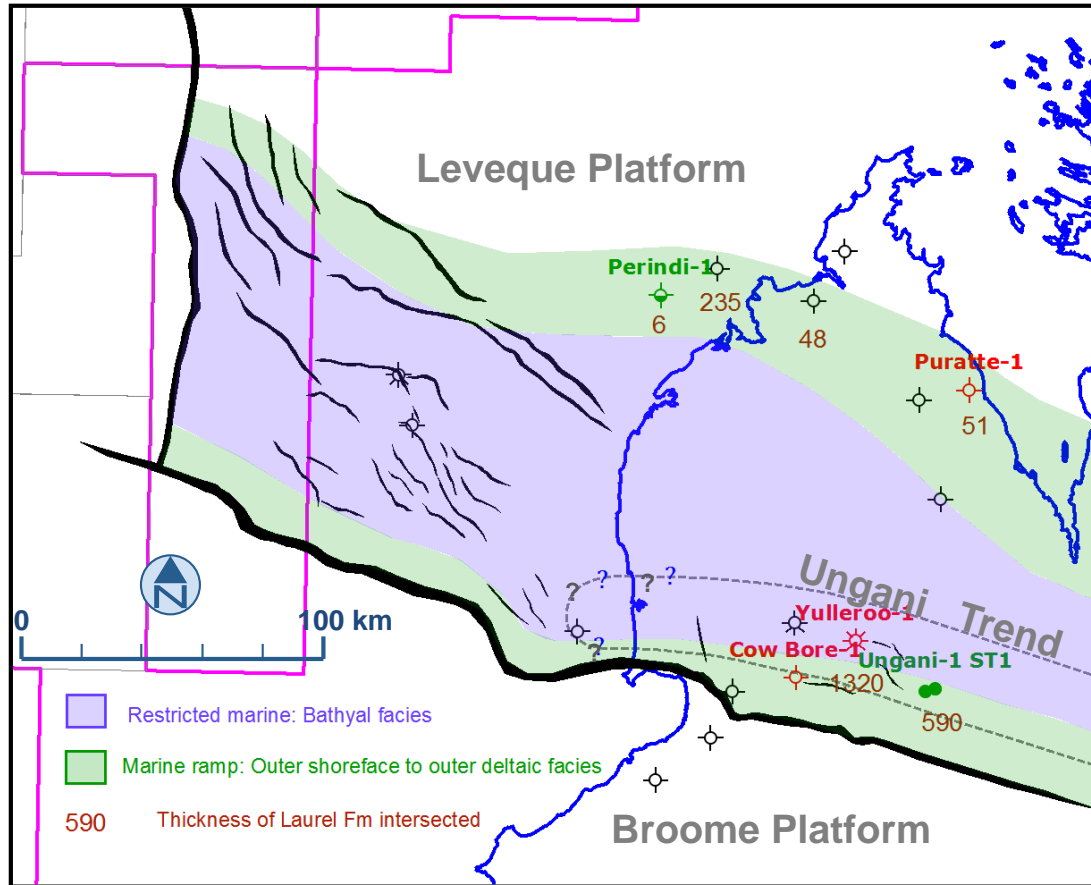 Leveque Platform
Perindi-1
235
6
48
Puratte-1
51
Ungani Trend
? ? ? ?
?
Yulleroo-1
Cow Bore-1
1320
Ungani-1 ST1
590
N
0 100 km
Restricted marine: Bathyal facies
Marine ramp: Outer shoreface to outer deltaic facies
590 Thickness of Laurel Fm intersected
Broome Platform